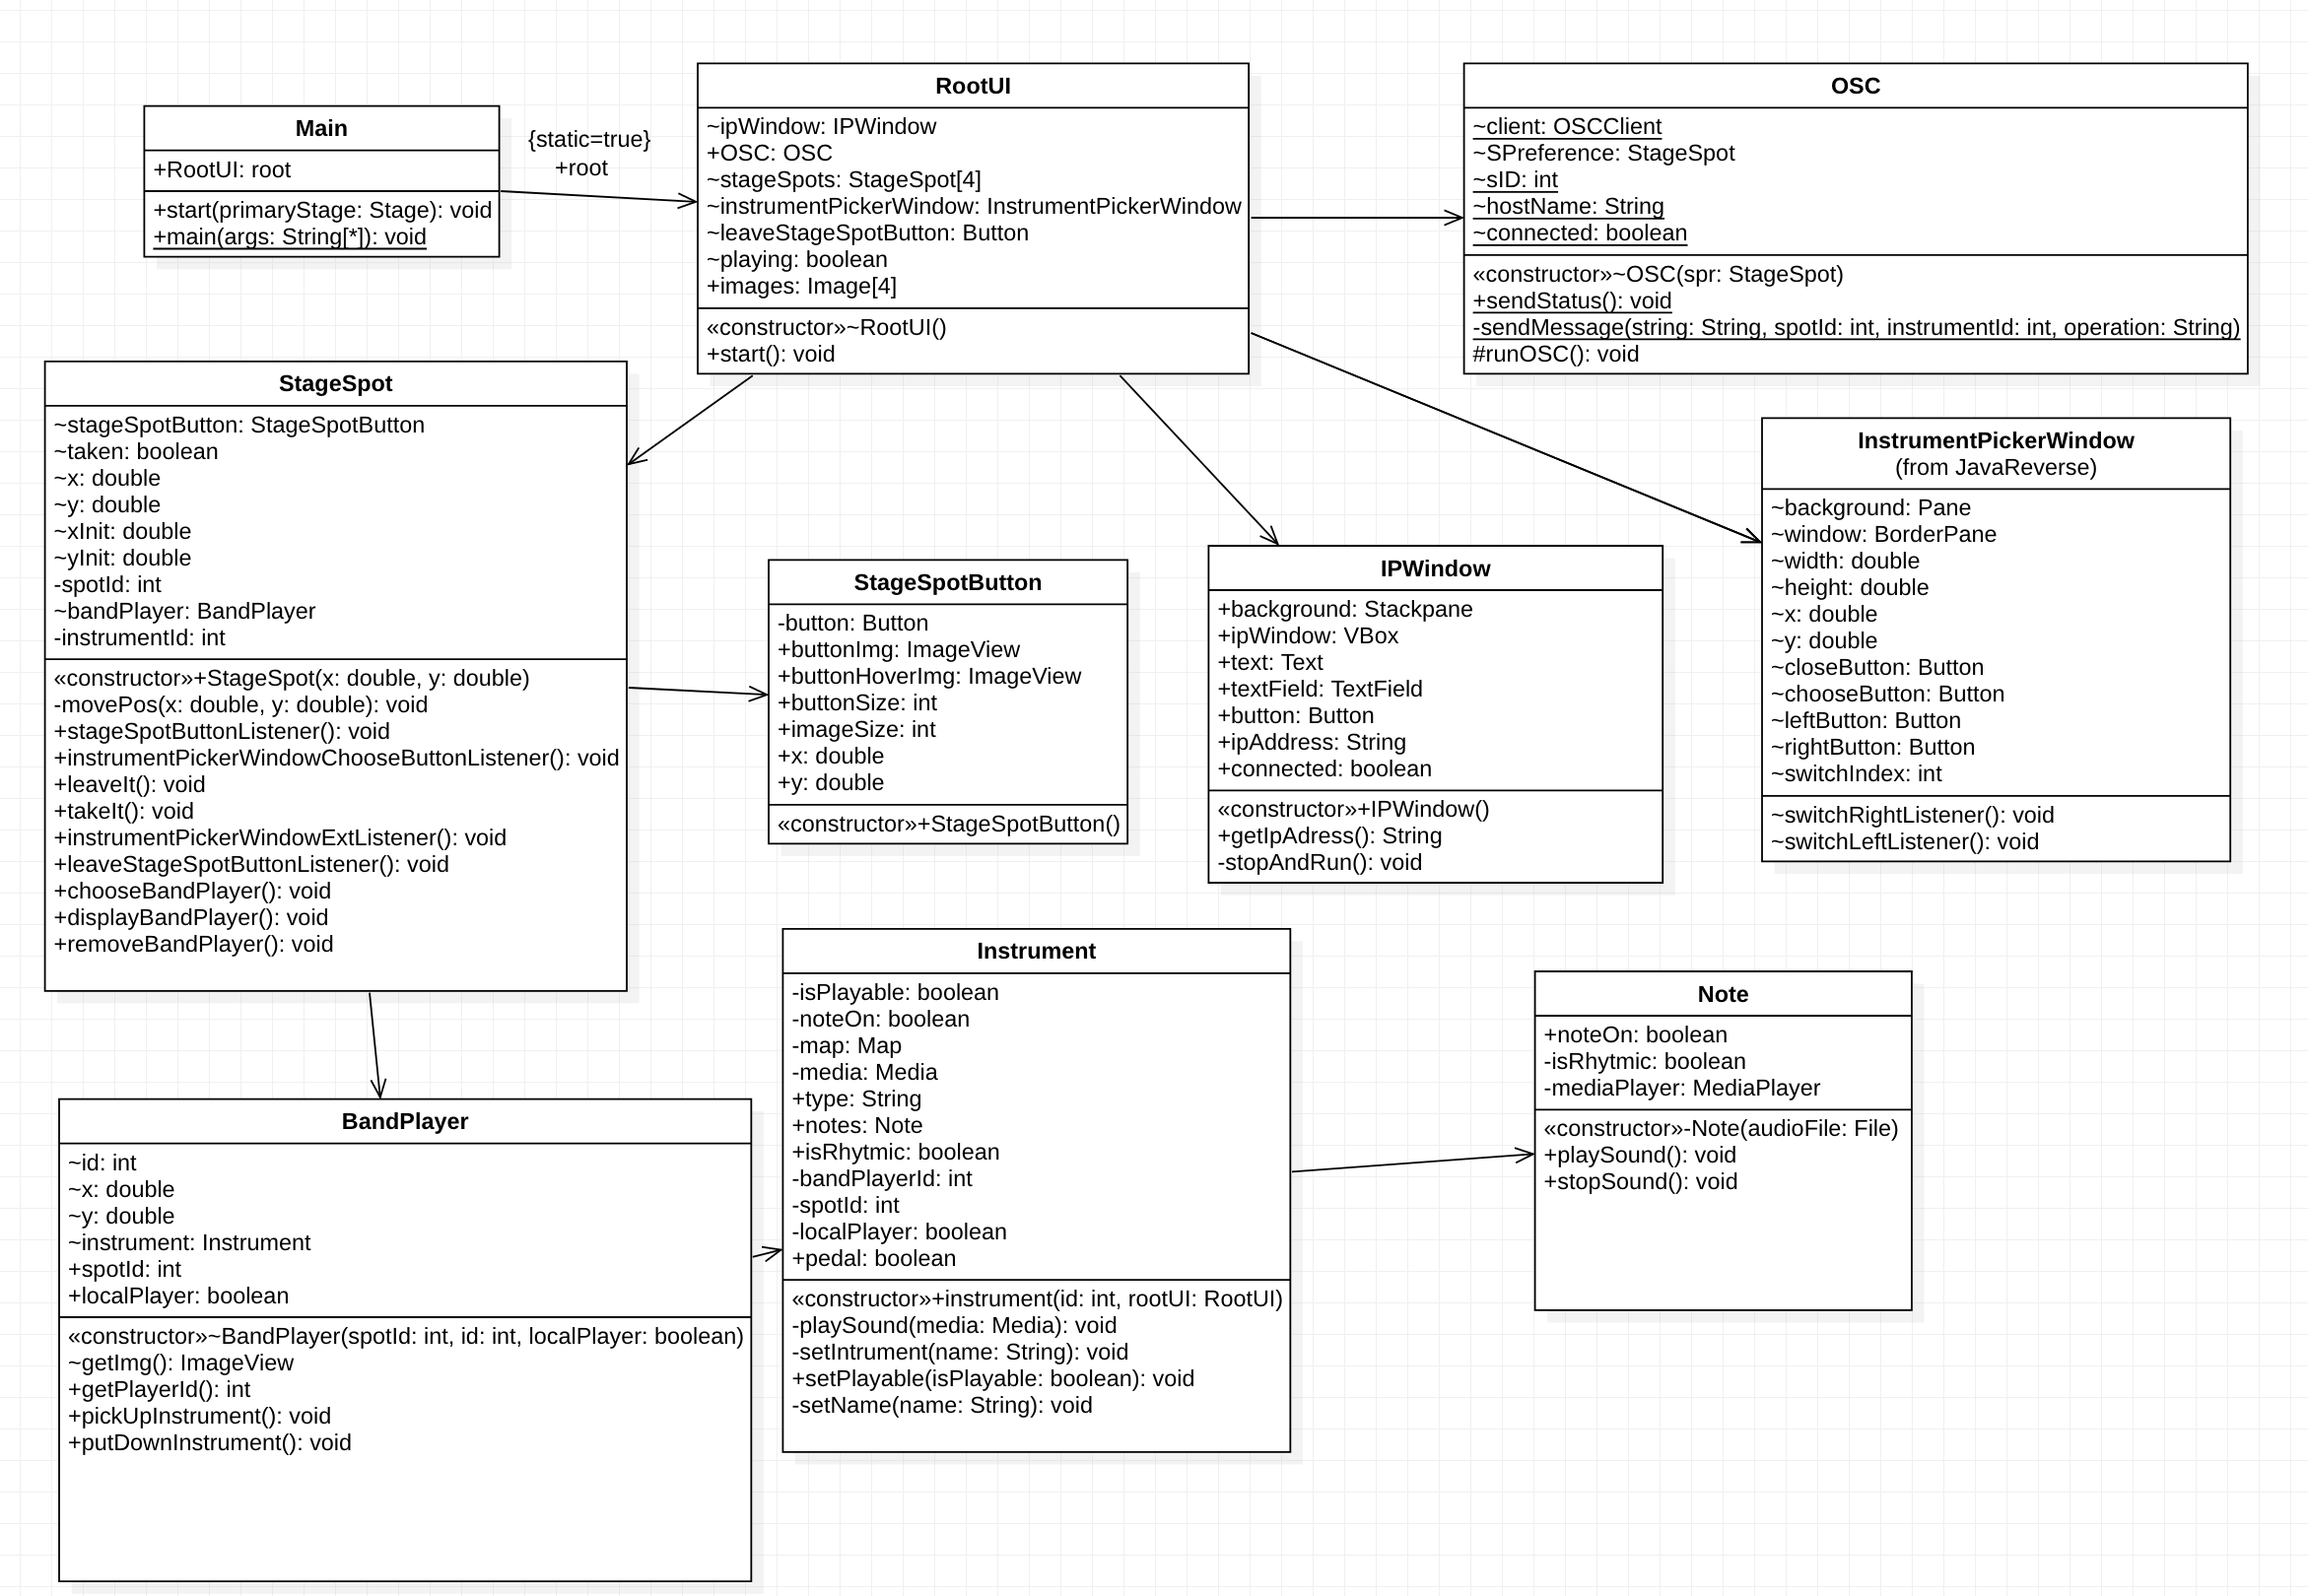 Main
+RootUI: root
+start(primaryStage: Stage): void
+main(args: String[*]): void
{static=true}
+root
RootUI
~ipWindow: IPWindow
+OSC: OSC
~stageSpots: StageSpot[4]
~instrumentPickerWindow: InstrumentPickerWindow
~leaveStageSpotButton: Button
~playing: boolean
+images: Image[4]
«constructor»~RootUI()
+start(): void
OSC
~client: OSCClient
~SPreference: StageSpot
~sID: int
~hostName: String
~connected: boolean
«constructor»~OSC(spr: StageSpot)
+sendStatus(): void
-sendMessage(string: String, spotId: int, instrumentId: int, operation: String)
#runOSC(): void
StageSpot
~stageSpotButton: StageSpotButton
~taken: boolean
~x: double
~y: double
~xInit: double
~yInit: double
-spotId: int
~bandPlayer: BandPlayer
-instrumentId: int
«constructor»+StageSpot(x: double, y: double)
-movePos(x: double, y: double): void
+stageSpotButtonListener(): void
+instrumentPickerWindowChooseButtonListener(): void
+leaveIt(): void
+takeIt(): void
+instrumentPickerWindowExtListener(): void
+leaveStageSpotButtonListener(): void
+chooseBandPlayer(): void
+displayBandPlayer(): void
+removeBandPlayer(): void
StageSpotButton
-button: Button
+buttonImg: ImageView
+buttonHoverImg: ImageView
+buttonSize: int
+imageSize: int
+x: double
+y: double
«constructor»+StageSpotButton()
IPWindow
+background: Stackpane
+ipWindow: VBox
+text: Text
+textField: TextField
+button: Button
+ipAddress: String
+connected: boolean
«constructor»+IPWindow()
+getIpAdress(): String
-stopAndRun(): void
InstrumentPickerWindow
(from JavaReverse)
~background: Pane
~window: BorderPane
~width: double
~height: double
~x: double
~y: double
~closeButton: Button
~chooseButton: Button
~leftButton: Button
~rightButton: Button
~switchIndex: int
~switchRightListener(): void
~switchLeftListener(): void
BandPlayer
~id: int
~x: double
~y: double
~instrument: Instrument
+spotId: int
+localPlayer: boolean
«constructor»~BandPlayer(spotId: int, id: int, localPlayer: boolean)
~getImg(): ImageView
+getPlayerId(): int
+pickUpInstrument(): void
+putDownInstrument(): void
Instrument
-isPlayable: boolean
-noteOn: boolean
-map: Map
-media: Media
+type: String
+notes: Note
+isRhytmic: boolean
-bandPlayerId: int
-spotId: int
-localPlayer: boolean
+pedal: boolean
«constructor»+instrument(id: int, rootUI: RootUI)
-playSound(media: Media): void
-setIntrument(name: String): void
+setPlayable(isPlayable: boolean): void
-setName(name: String): void
Note
+noteOn: boolean
-isRhytmic: boolean
-mediaPlayer: MediaPlayer
«constructor»-Note(audioFile: File)
+playSound(): void
+stopSound(): void